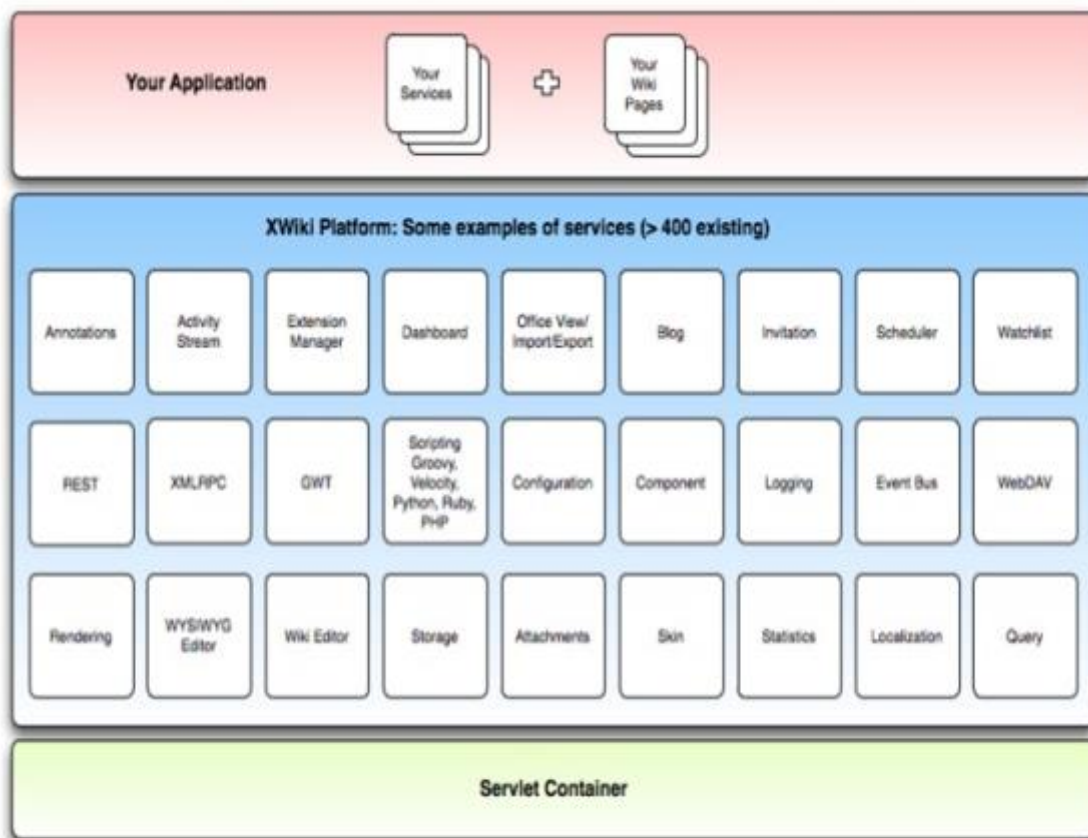 Your Application
Your
Services
Your
Wiki
Pages
XWiki Platform: Some examples of services (> 400 existing)
Annotations
Activity
Stream
Extension
Manager
Dashboard
Office View/
Import/Export
Blog
Invitation
Scheduler
Watchlist
REST
XMLRPC
GWT
Scripting
Groovy,
Velocity,
Python, Ruby,
PHP
Configuration
Component
Logging
Event Bus
WebDAV
Rendering
WYSIWYG
Editor
Wiki Editor
Storage
Attachments
Skin
Statistics
Localization
Query
Servlet Container